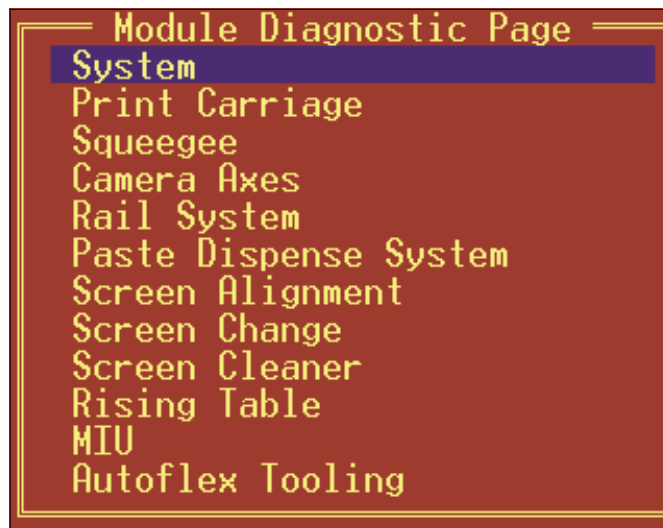 Module Diagnostic Page
System
Print Carriage
Squeegee
Camera Axes
Rail System
Paste Dispense System
Screen Alignment
Screen Change
Screen Cleaner
Rising Table
MIU
Autoflex Tooling